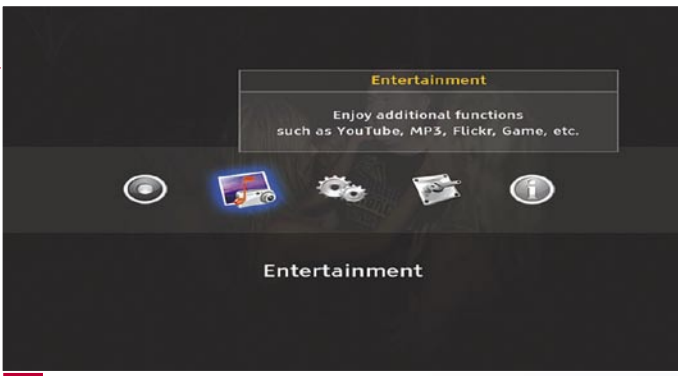 Entertainment
Enjoy additional functions
such as YouTube, MP3, Flickr, Game, etc.
Entertainment